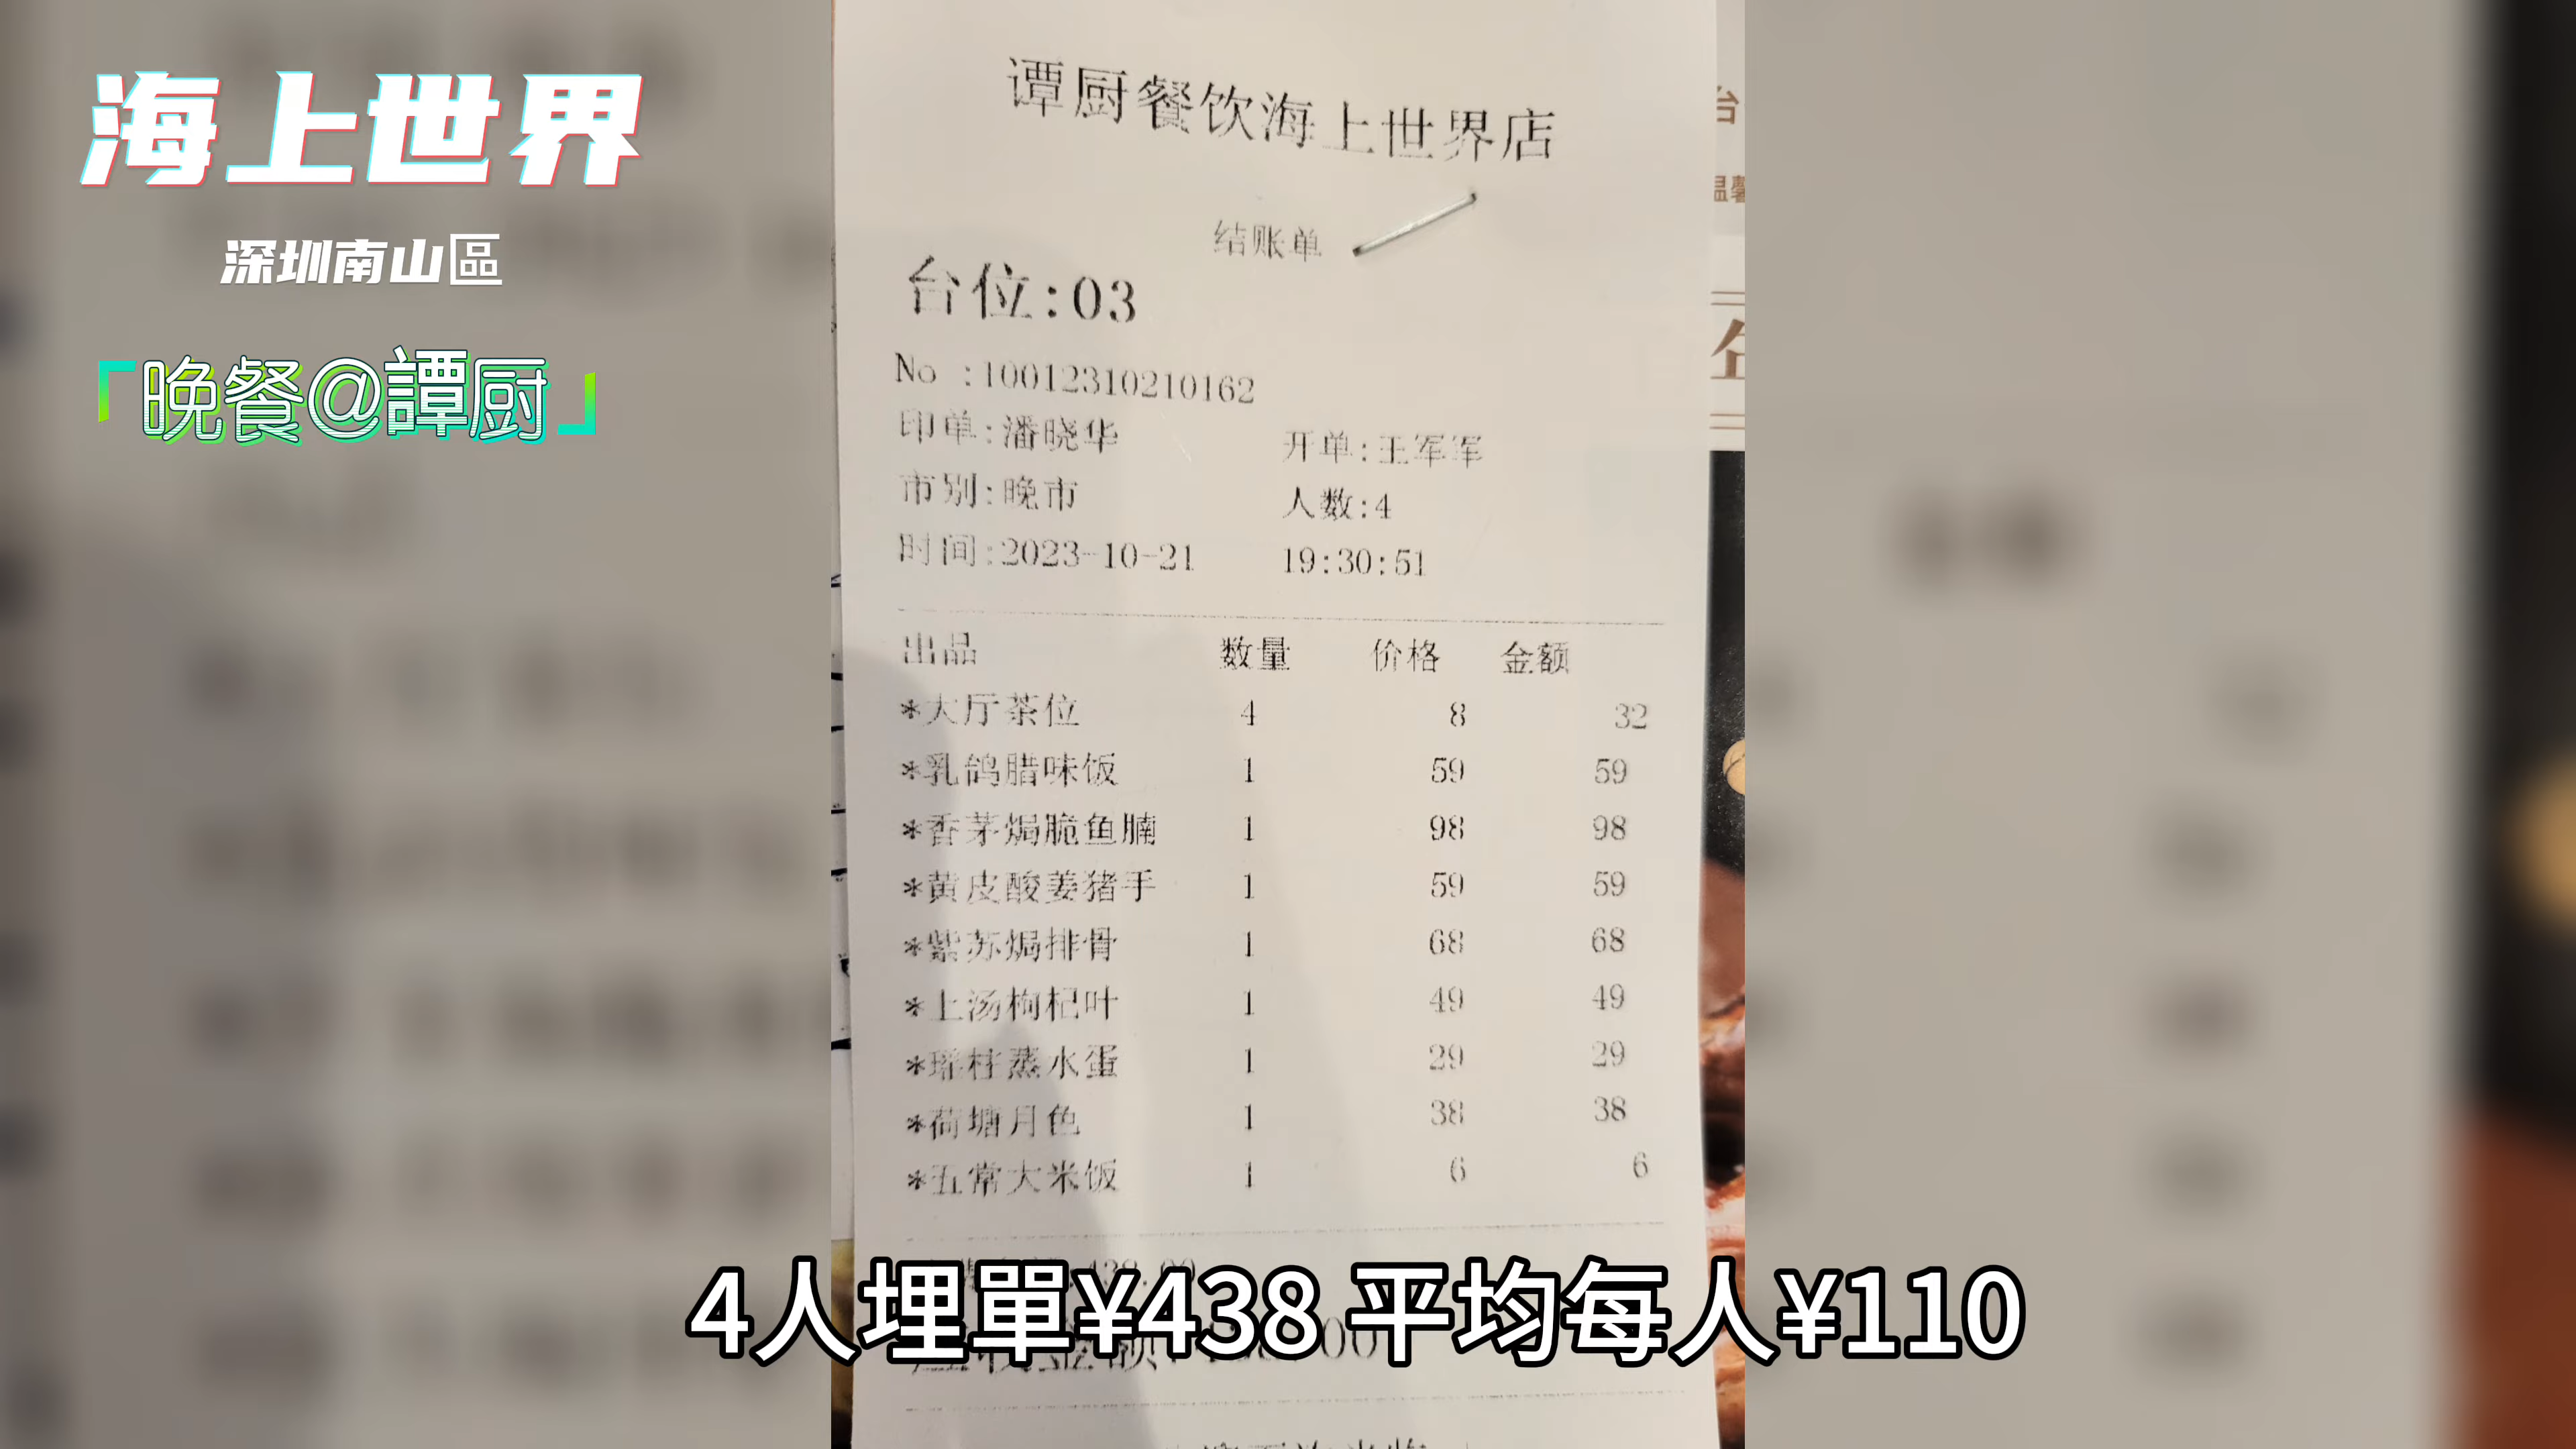 海上世界
深圳南山區
「晚餐@譚厨」
谭厨餐饮海上世界店
结账单
台位:03
No :10012310210162
印单:潘晓华 开单:王军军
市别:晚市 人数:4
时间:2023-10-21 19:30:51
出品 数量 价格 金额
*大厅茶位 4 8 32
*乳鸽腊味饭 1 59 59
*香茅焗脆鱼腩 1 98 98
*黄皮酸姜猪手 1 59 59
*紫苏焗排骨 1 68 68
*上汤枸杞叶 1 49 49
*瑶柱蒸水蛋 1 29 29
*荷塘月色 1 38 38
*五常大米饭 1 6 6
4人埋單¥438 平均每人¥110
台
温馨